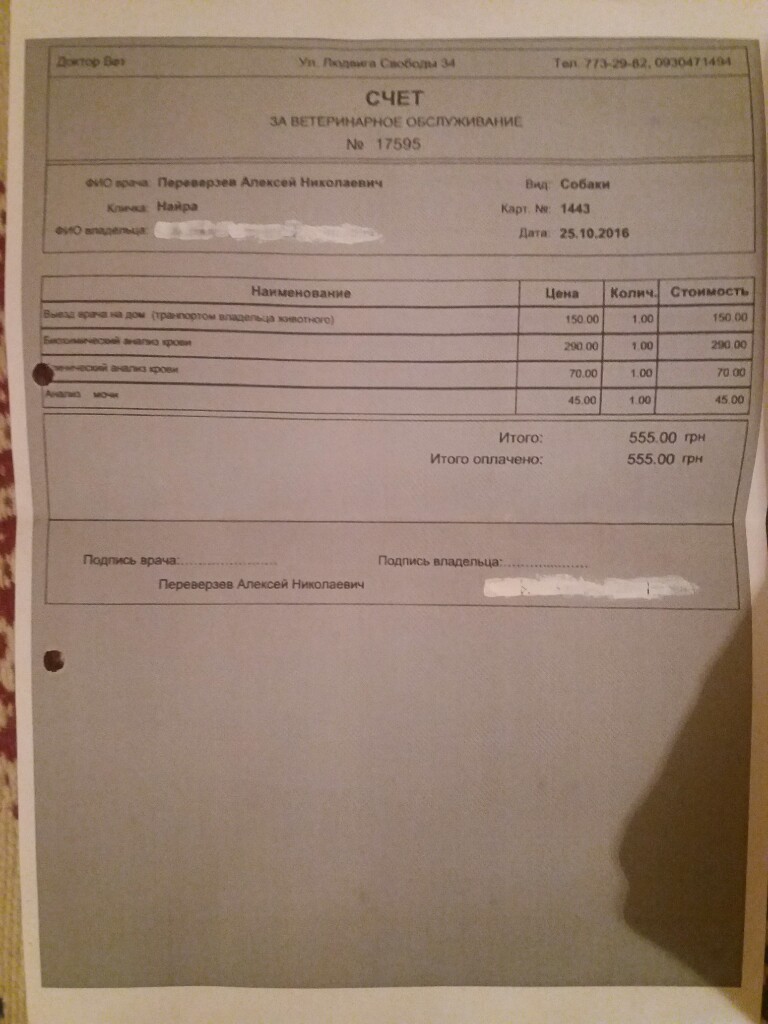 Доктор Вет Ул. Людвига Свободы 34 Тел. 773-29-82, 0930471494
СЧЕТ
ЗА ВЕТЕРИНАРНОЕ ОБСЛУЖИВАНИЕ
№ 17595
ФИО врача: Переверзев Алексей Николаевич Вид: Собаки
Кличка: Найра Карт. №: 1443
ФИО владельца: Дата: 25.10.2016
Наименование Цена Колич. Стоимость
Выезд врача на дом (транпортом владельца животного) 150.00 1.00 150.00
Биохимический анализ крови 290.00 1.00 290.00
инический анализ крови 70.00 1.00 70.00
Анализ мочи 45.00 1.00 45.00
Итого: 555.00 грн
Итого оплачено: 555.00 грн
Подпись врача:........................ Подпись владельца:.....................
Переверзев Алексей Николаевич